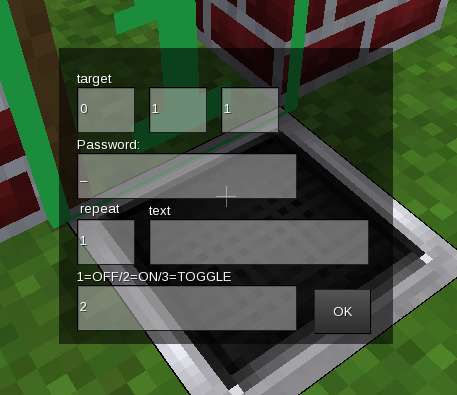 target
0 1 1
Password:
_
repeat text
1
1=OFF/2=ON/3=TOGGLE
2
OK